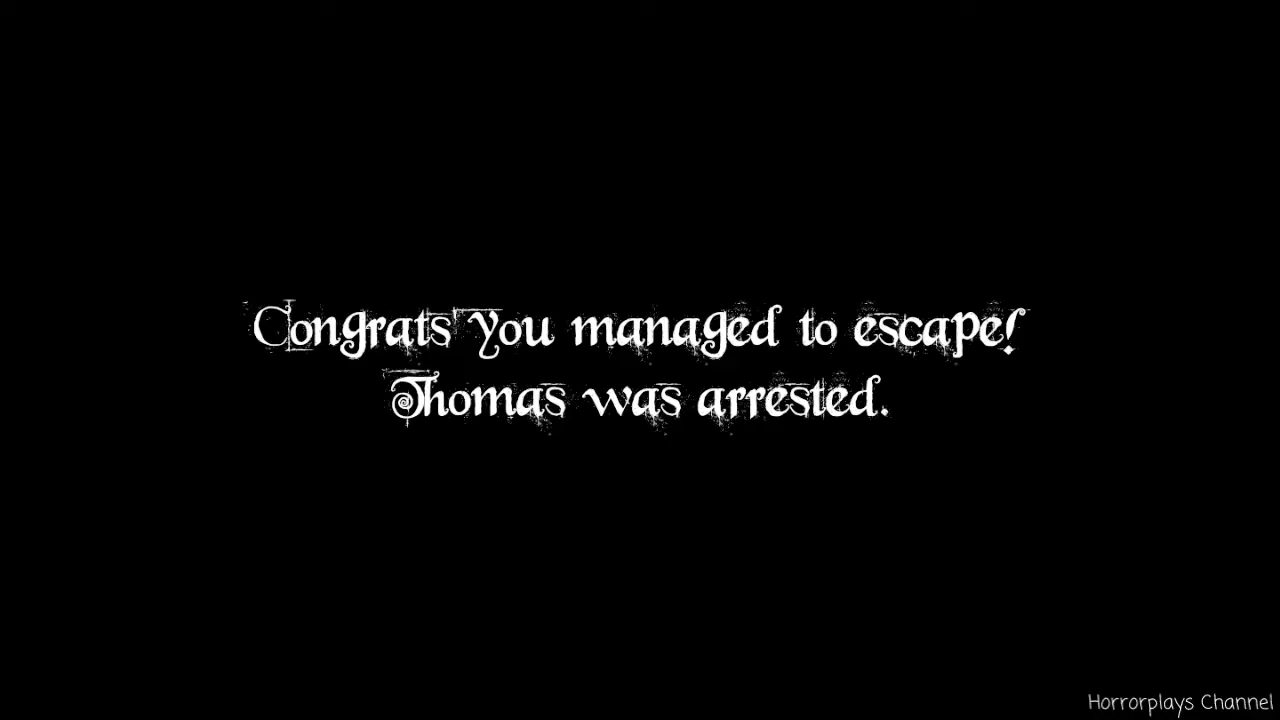 Congrats you managed to escape!
Thomas was arrested.
Horrorplays Channel